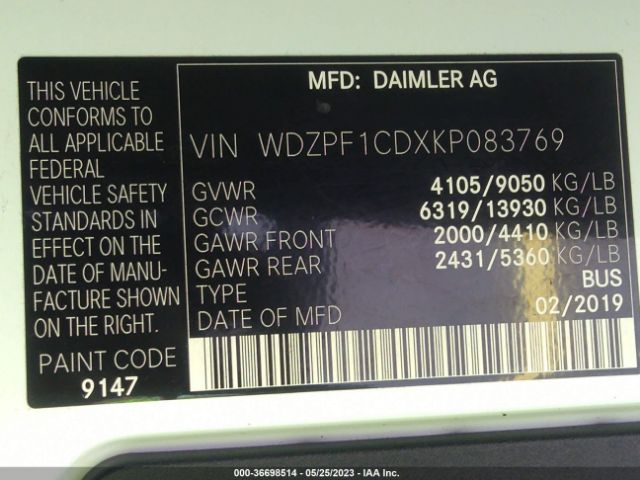 THIS VEHICLE
CONFORMS TO
ALL APPLICABLE
FEDERAL
VEHICLE SAFETY
STANDARDS IN
EFFECT ON THE
DATE OF MANU-
FACTURE SHOWN
ON THE RIGHT.
PAINT CODE
9147
MFD: DAIMLER AG
VIN WDZPF1CDXKP083769
GVWR 4105/9050 KG/LB
GCWR 6319/13930 KG/LB
GAWR FRONT 2000/4410 KG/LB
GAWR REAR 2431/5360 KG/LB
TYPE BUS
DATE OF MFD 02/2019
000-36698514 - 05/25/2023 - IAA Inc.